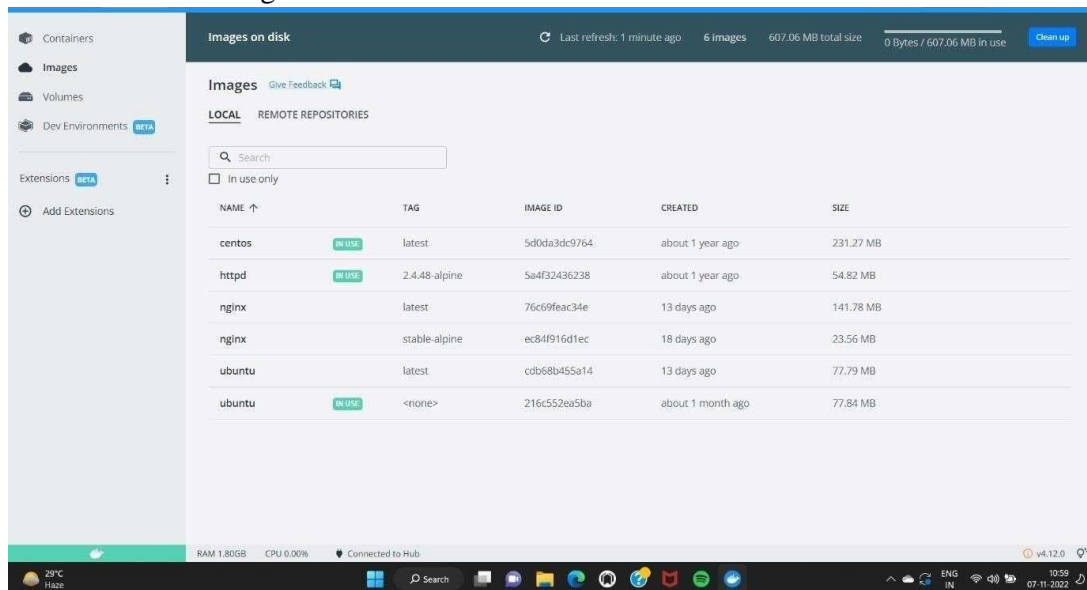 Containers
Images
Volumes
Dev Environments BETA
Extensions BETA
Add Extensions
Images on disk
Last refresh: 1 minute ago
6 images
607.06 MB total size
0 Bytes / 607.06 MB in use
Clean up
Images Give Feedback
LOCAL REMOTE REPOSITORIES
Search
In use only
NAME TAG IMAGE ID CREATED SIZE
centos IN USE latest 5d0da3dc9764 about 1 year ago 231.27 MB
httpd IN USE 2.4.48-alpine 5a4f32436238 about 1 year ago 54.82 MB
nginx latest 76c69feac34e 13 days ago 141.78 MB
nginx stable-alpine ec84f916d1ec 18 days ago 23.56 MB
ubuntu latest cdb68b455a14 13 days ago 77.79 MB
ubuntu IN USE <none> 216c552ea5ba about 1 month ago 77.84 MB
RAM 1.80GB CPU 0.00% Connected to Hub
v4.12.0
29°C
Haze
Search
ENG
IN
10:59
07-11-2022